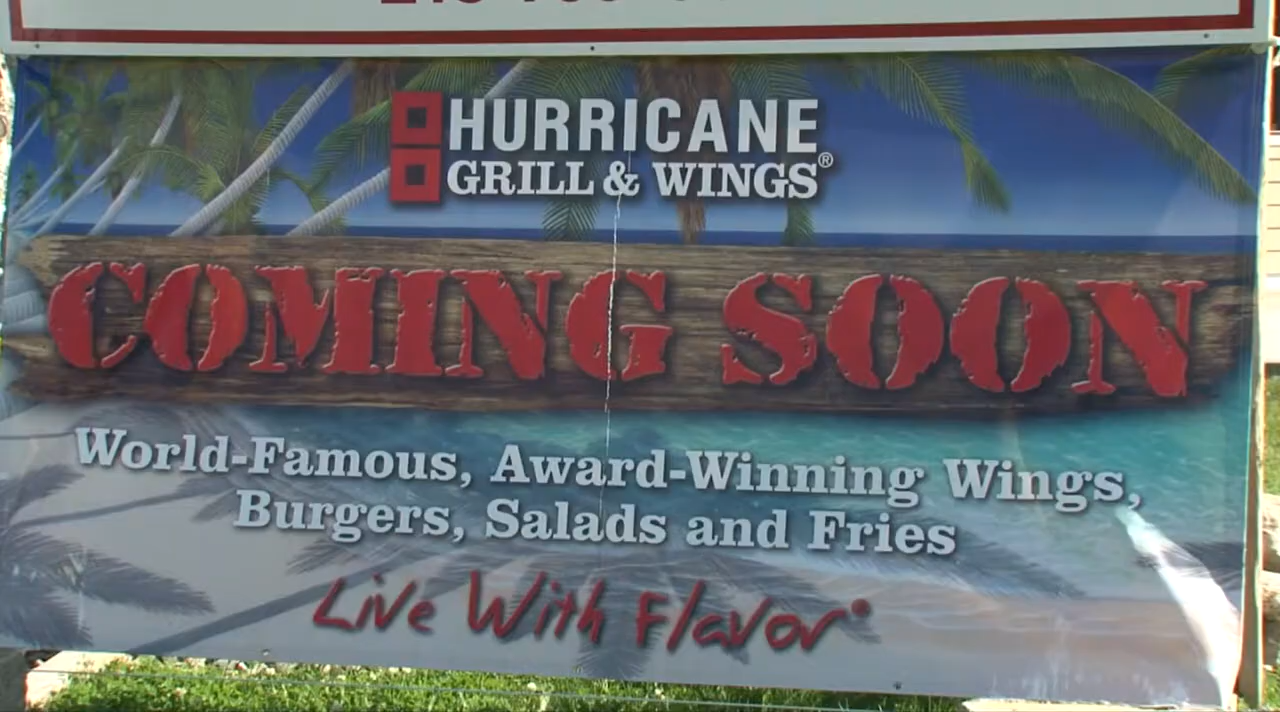 HURRICANE
GRILL & WINGS®
COMING SOON
World-Famous, Award-Winning Wings,
Burgers, Salads and Fries
Live With Flavor®